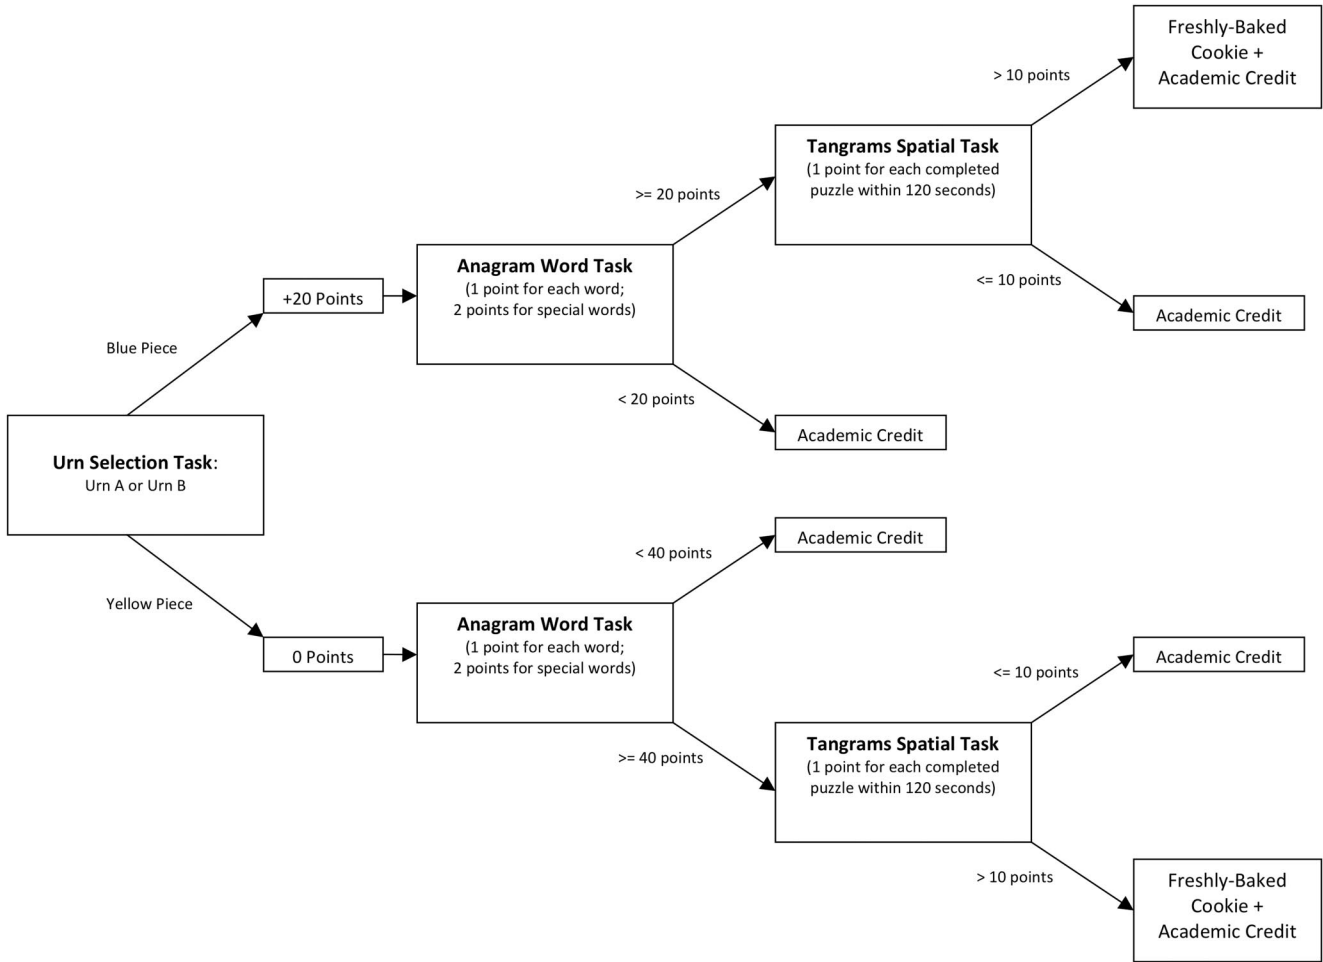 Freshly-Baked
Cookie +
Academic Credit
> 10 points
Tangrams Spatial Task
(1 point for each completed
puzzle within 120 seconds)
>= 20 points
<= 10 points
Academic Credit
Anagram Word Task
(1 point for each word;
2 points for special words)
+20 Points
Blue Piece
< 20 points
Academic Credit
Urn Selection Task:
Urn A or Urn B
Academic Credit
< 40 points
Yellow Piece
0 Points
Anagram Word Task
(1 point for each word;
2 points for special words)
Academic Credit
<= 10 points
>= 40 points
Tangrams Spatial Task
(1 point for each completed
puzzle within 120 seconds)
> 10 points
Freshly-Baked
Cookie +
Academic Credit